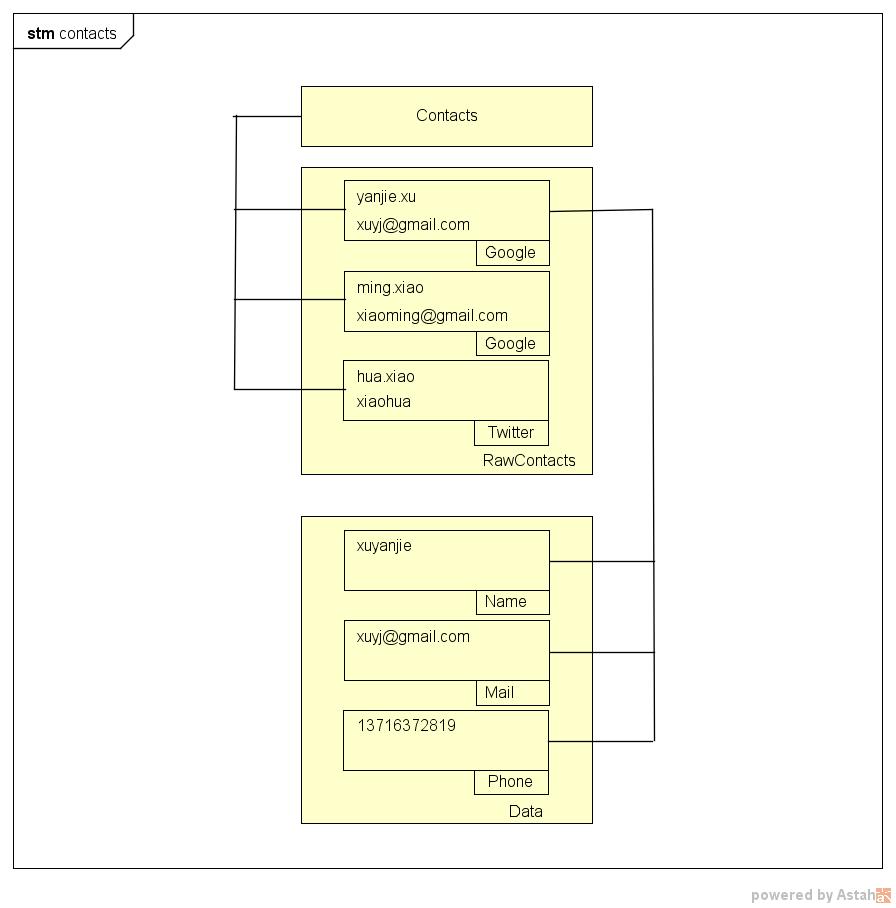 stm contacts
Contacts
yanjie.xu
xuyj@gmail.com
Google
ming.xiao
xiaoming@gmail.com
Google
hua.xiao
xiaohua
Twitter
RawContacts
xuyanjie
Name
xuyj@gmail.com
Mail
13716372819
Phone
Data
powered by Astah